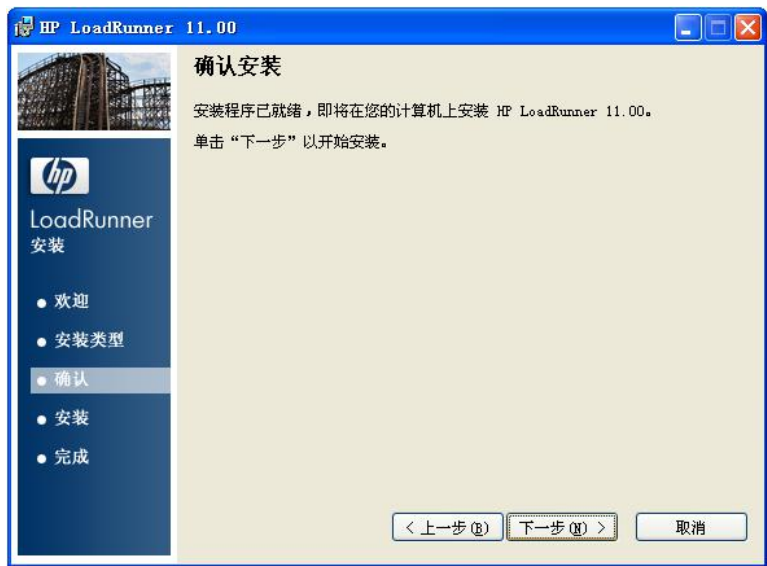 HP LoadRunner 11.00
确认安装
安装程序已就绪，即将在您的计算机上安装 HP LoadRunner 11.00。
单击“下一步”以开始安装。
hp
LoadRunner
安装
欢迎
安装类型
确认
安装
完成
< 上一步(B)
下一步(N) >
取消